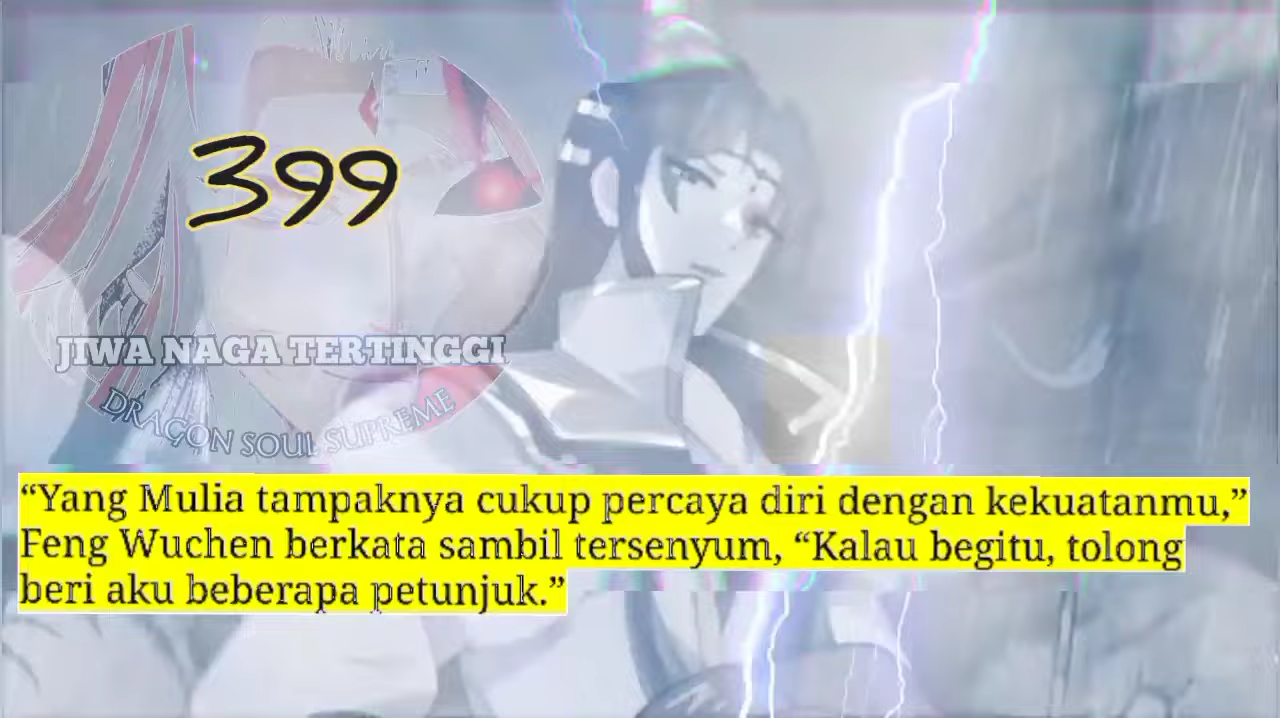 399
JIWA NAGA TERTINGGI
DRAGON SOUL SUPREME
“Yang Mulia tampaknya cukup percaya diri dengan kekuatanmu,”
Feng Wuchen berkata sambil tersenyum, “Kalau begitu, tolong
beri aku beberapa petunjuk.”